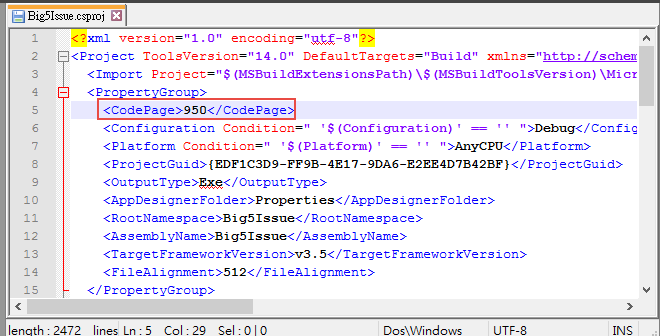 Big5Issue.csproj
1 <?xml version="1.0" encoding="utf-8"?>
2 <Project ToolsVersion="14.0" DefaultTargets="Build" xmlns="http://schem
3 <Import Project="$(MSBuildExtensionsPath)\$(MSBuildToolsVersion)\Micr
4 <PropertyGroup>
5 <CodePage>950</CodePage>
6 <Configuration Condition=" '$(Configuration)' == '' ">Debug</Config
7 <Platform Condition=" '$(Platform)' == '' ">AnyCPU</Platform>
8 <ProjectGuid>{EDF1C3D9-FF9B-4E17-9DA6-E2EE4D7B42BF}</ProjectGuid>
9 <OutputType>Exe</OutputType>
10 <AppDesignerFolder>Properties</AppDesignerFolder>
11 <RootNamespace>Big5Issue</RootNamespace>
12 <AssemblyName>Big5Issue</AssemblyName>
13 <TargetFrameworkVersion>v3.5</TargetFrameworkVersion>
14 <FileAlignment>512</FileAlignment>
15 </PropertyGroup>
length : 2472 lines Ln : 5 Col : 29 Sel : 0 | 0 Dos\Windows UTF-8 INS